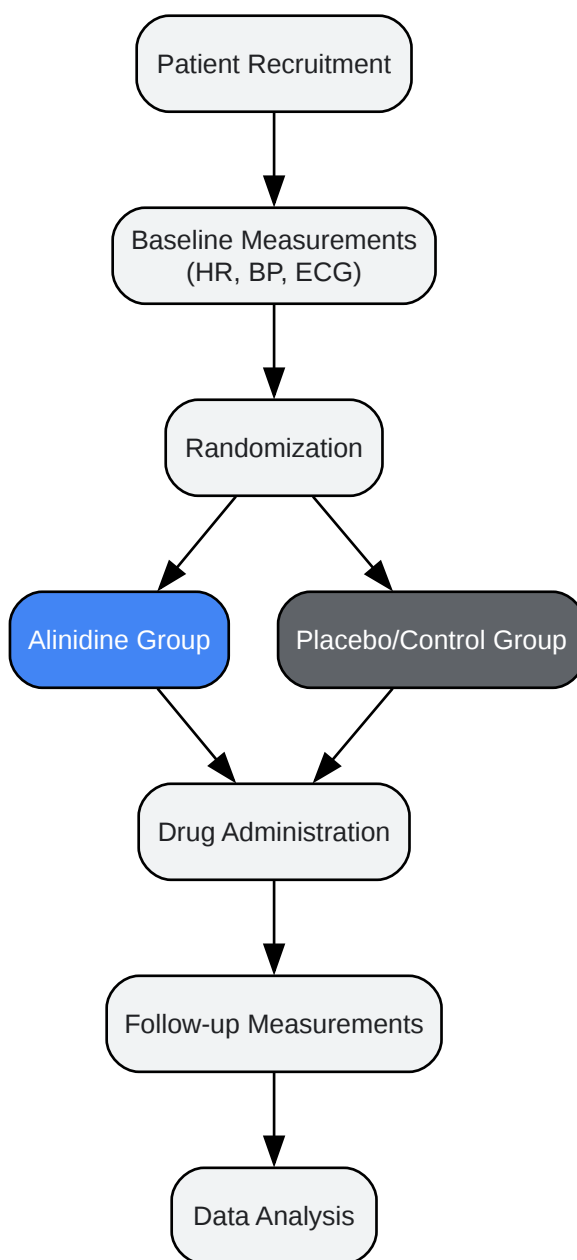 Patient Recruitment
Baseline Measurements
(HR, BP, ECG)
Randomization
Alinidine Group
Placebo/Control Group
Drug Administration
Follow-up Measurements
Data Analysis